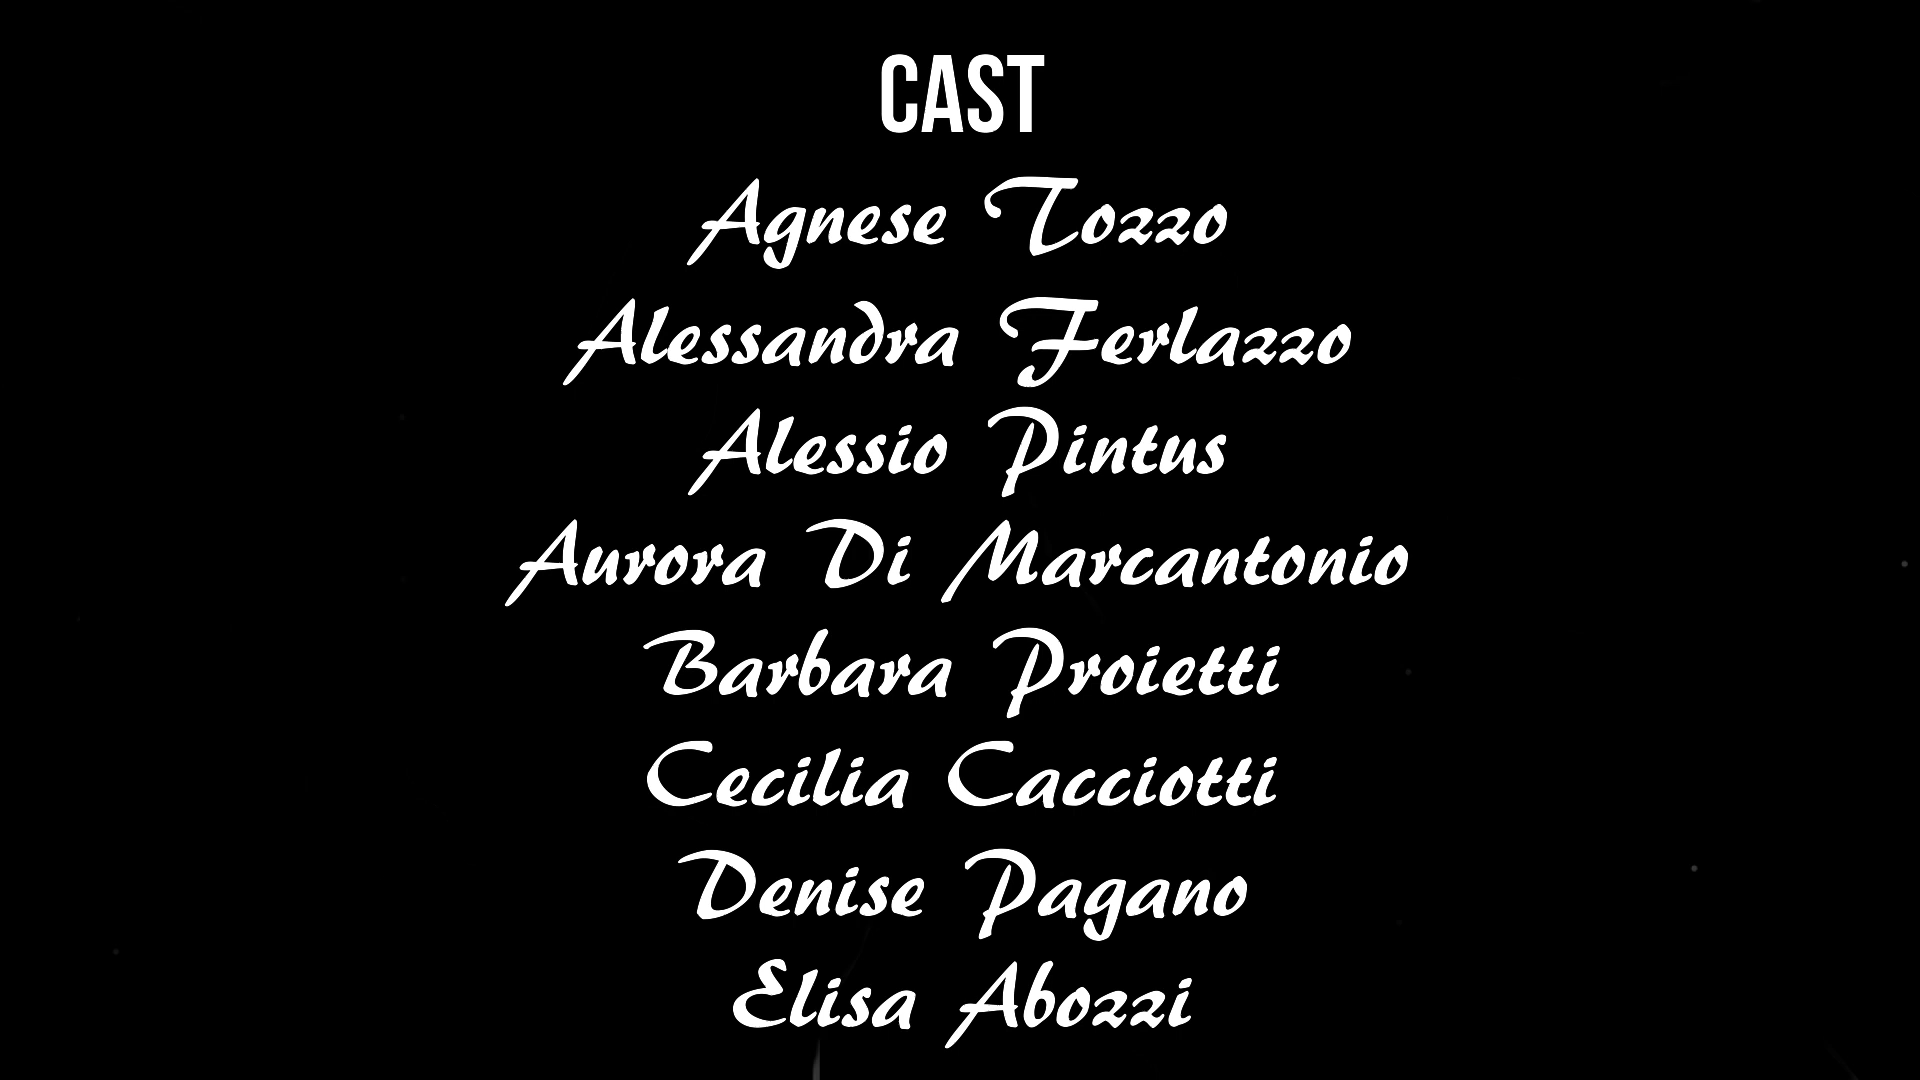 CAST
Agnese Tozzo
Alessandra Ferlazzo
Alessio Pintus
Aurora Di Marcantonio
Barbara Proietti
Cecilia Cacciotti
Denise Pagano
Elisa Abozzi